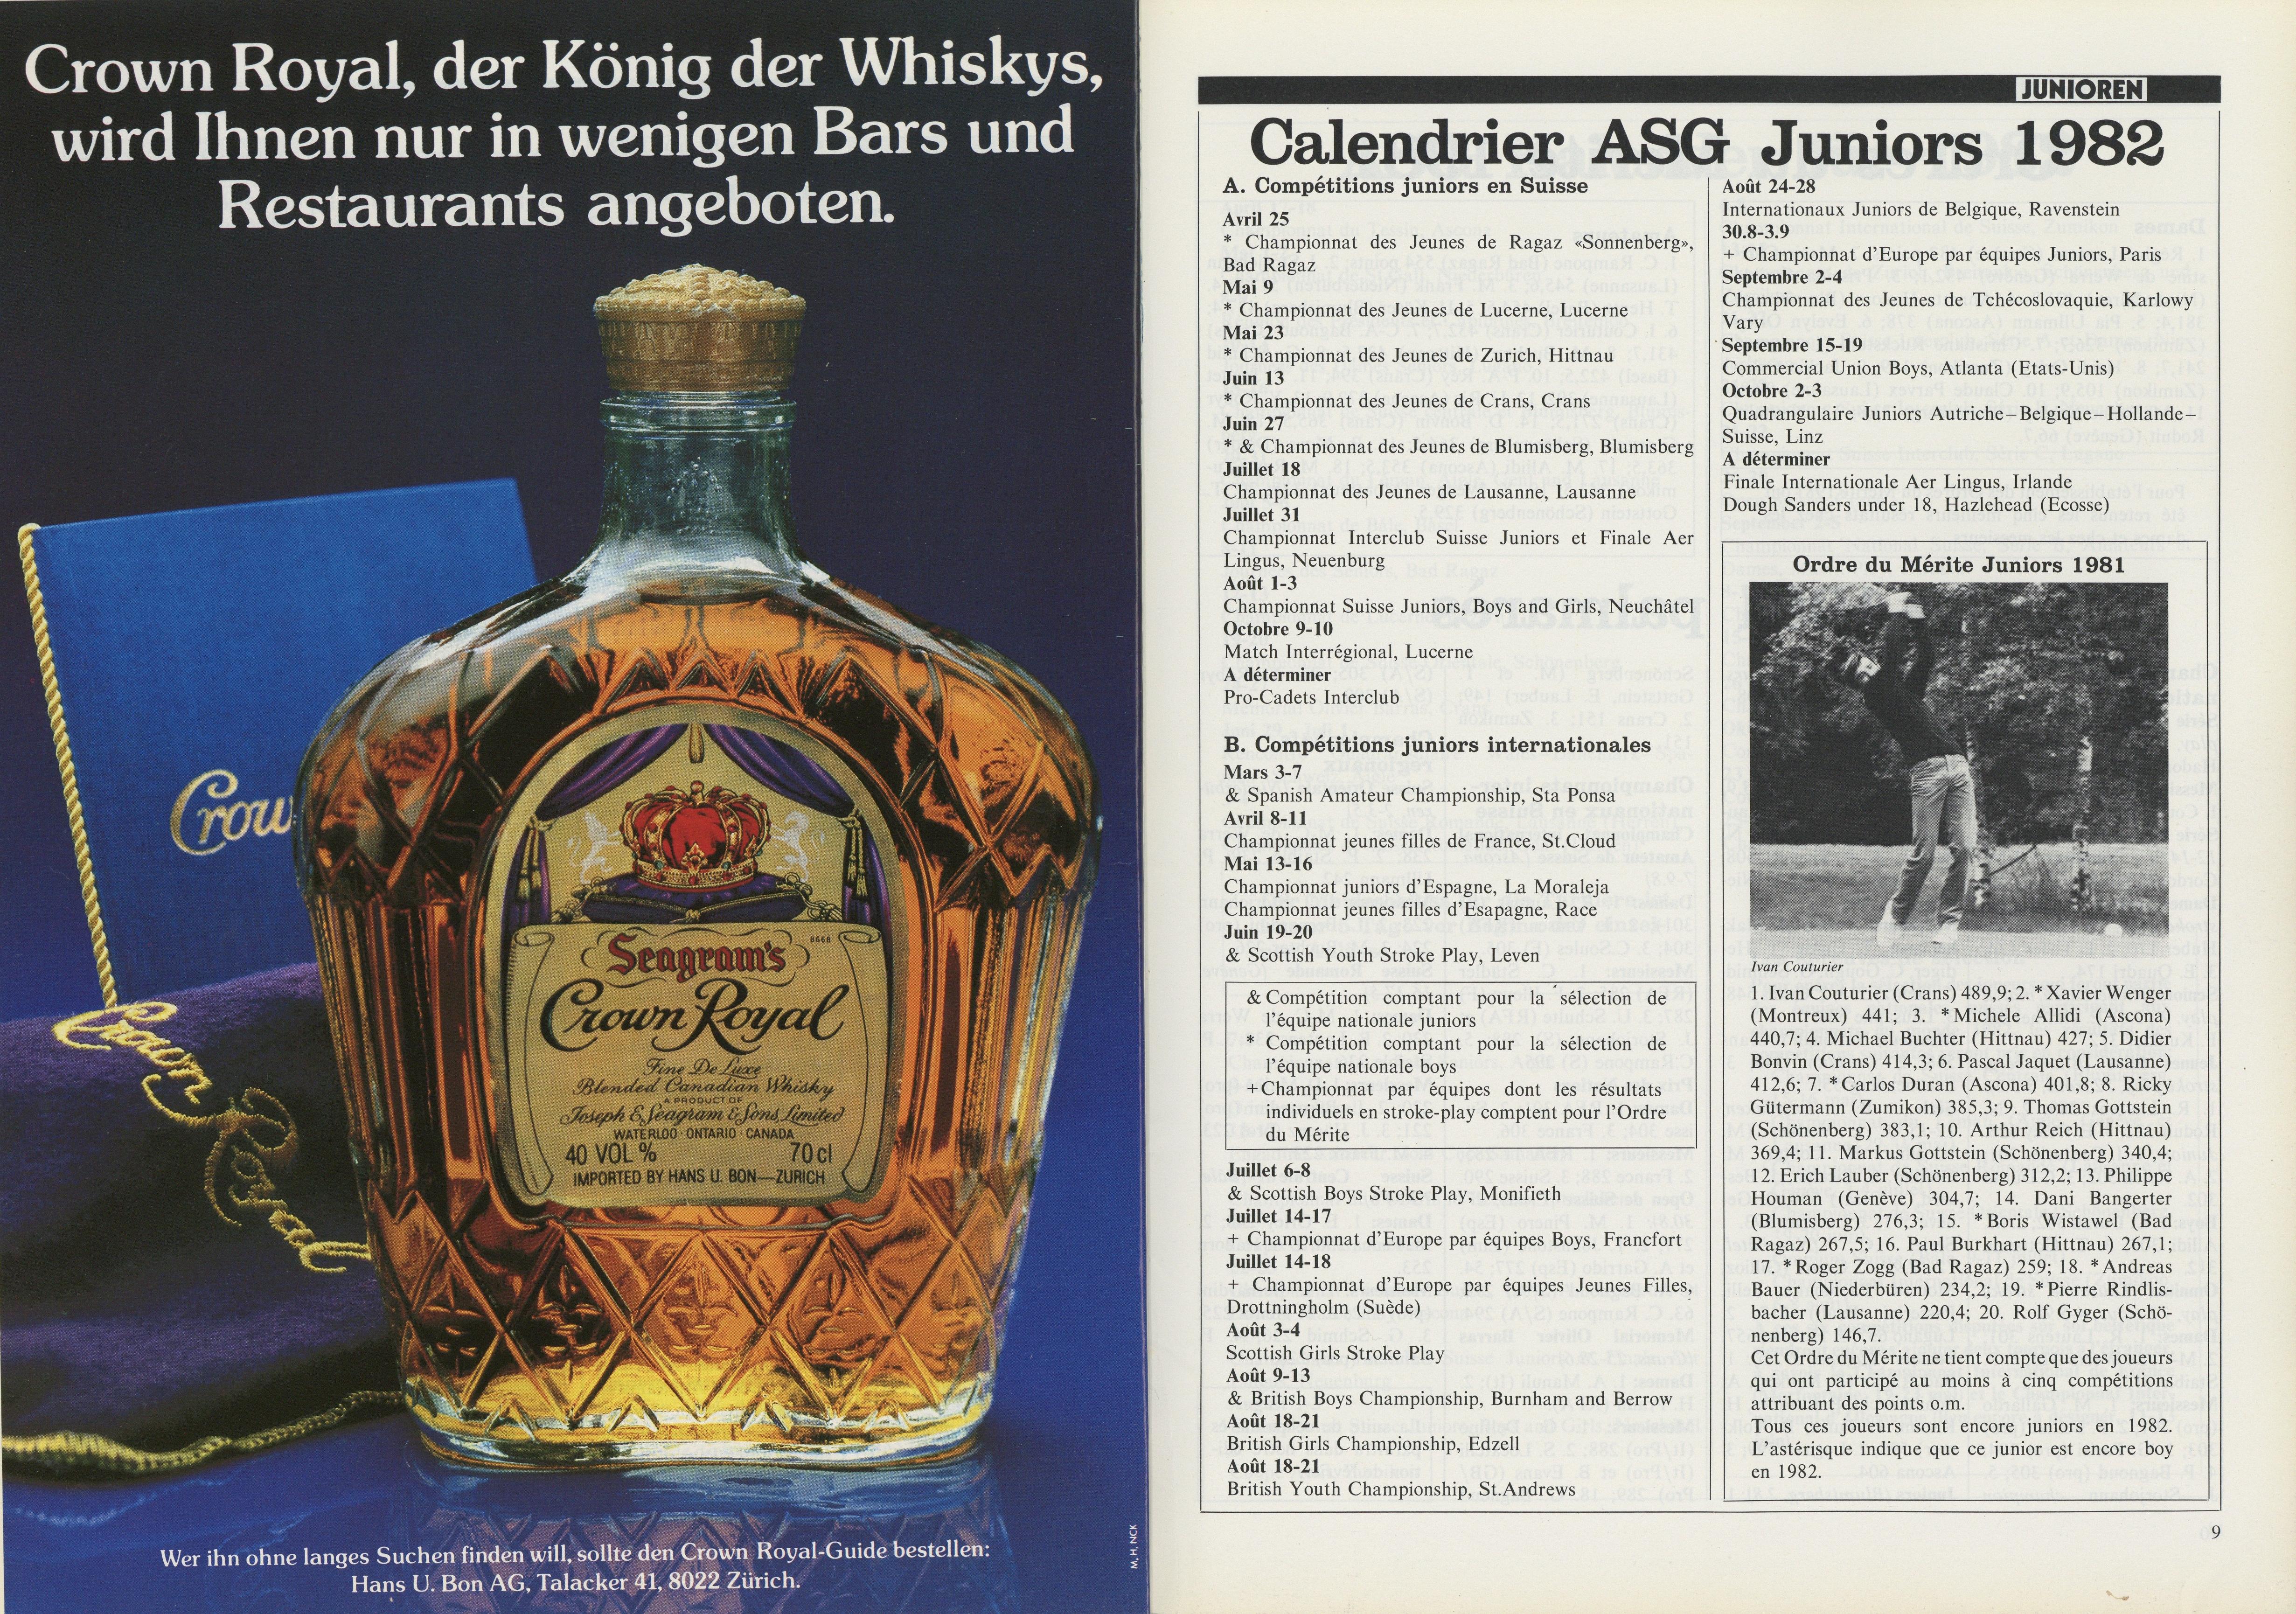 Crown Royal, der König der Whiskys,
wird Ihnen nur in wenigen Bars und
Restaurants angeboten.
Crow
Crown
Royal
8668
Seagram's
Crown Royal
Fine De Luxe
Blended Canadian Whisky
A PRODUCT OF
Joseph E. Seagram & Sons, Limited
WATERLOO · ONTARIO · CANADA
40 VOL % 70 cl
IMPORTED BY HANS U. BON—ZURICH
Wer ihn ohne langes Suchen finden will, sollte den Crown Royal-Guide bestellen:
Hans U. Bon AG, Talacker 41, 8022 Zürich.
M, H, NCK
JUNIOREN
Calendrier ASG Juniors 1982
A. Compétitions juniors en Suisse
Avril 25
* Championnat des Jeunes de Ragaz «Sonnenberg»,
Bad Ragaz
Mai 9
* Championnat des Jeunes de Lucerne, Lucerne
Mai 23
* Championnat des Jeunes de Zurich, Hittnau
Juin 13
* Championnat des Jeunes de Crans, Crans
Juin 27
* & Championnat des Jeunes de Blumisberg, Blumisberg
Juillet 18
Championnat des Jeunes de Lausanne, Lausanne
Juillet 31
Championnat Interclub Suisse Juniors et Finale Aer
Lingus, Neuenburg
Août 1-3
Championnat Suisse Juniors, Boys and Girls, Neuchâtel
Octobre 9-10
Match Interrégional, Lucerne
A déterminer
Pro-Cadets Interclub
B. Compétitions juniors internationales
Mars 3-7
& Spanish Amateur Championship, Sta Ponsa
Avril 8-11
Championnat jeunes filles de France, St.Cloud
Mai 13-16
Championnat juniors d'Espagne, La Moraleja
Championnat jeunes filles d'Esapagne, Race
Juin 19-20
& Scottish Youth Stroke Play, Leven
& Compétition comptant pour la sélection de
l'équipe nationale juniors
* Compétition comptant pour la sélection de
l'équipe nationale boys
+ Championnat par équipes dont les résultats
individuels en stroke-play comptent pour l'Ordre
du Mérite
Juillet 6-8
& Scottish Boys Stroke Play, Monifieth
Juillet 14-17
+ Championnat d'Europe par équipes Boys, Francfort
Juillet 14-18
+ Championnat d'Europe par équipes Jeunes Filles,
Drottningholm (Suède)
Août 3-4
Scottish Girls Stroke Play
Août 9-13
& British Boys Championship, Burnham and Berrow
Août 18-21
British Girls Championship, Edzell
Août 18-21
British Youth Championship, St.Andrews
Août 24-28
Internationaux Juniors de Belgique, Ravenstein
30.8-3.9
+ Championnat d'Europe par équipes Juniors, Paris
Septembre 2-4
Championnat des Jeunes de Tchécoslovaquie, Karlowy
Vary
Septembre 15-19
Commercial Union Boys, Atlanta (Etats-Unis)
Octobre 2-3
Quadrangulaire Juniors Autriche–Belgique–Hollande–
Suisse, Linz
A déterminer
Finale Internationale Aer Lingus, Irlande
Dough Sanders under 18, Hazlehead (Ecosse)
Ordre du Mérite Juniors 1981
Ivan Couturier
1. Ivan Couturier (Crans) 489,9; 2. * Xavier Wenger
(Montreux) 441; 3. * Michele Allidi (Ascona)
440,7; 4. Michael Buchter (Hittnau) 427; 5. Didier
Bonvin (Crans) 414,3; 6. Pascal Jaquet (Lausanne)
412,6; 7. * Carlos Duran (Ascona) 401,8; 8. Ricky
Gütermann (Zumikon) 385,3; 9. Thomas Gottstein
(Schönenberg) 383,1; 10. Arthur Reich (Hittnau)
369,4; 11. Markus Gottstein (Schönenberg) 340,4;
12. Erich Lauber (Schönenberg) 312,2; 13. Philippe
Houman (Genève) 304,7; 14. Dani Bangerter
(Blumisberg) 276,3; 15. * Boris Wistawel (Bad
Ragaz) 267,5; 16. Paul Burkhart (Hittnau) 267,1;
17. * Roger Zogg (Bad Ragaz) 259; 18. * Andreas
Bauer (Niederbüren) 234,2; 19. * Pierre Rindlis-
bacher (Lausanne) 220,4; 20. Rolf Gyger (Schö-
nenberg) 146,7.
Cet Ordre du Mérite ne tient compte que des joueurs
qui ont participé au moins à cinq compétitions
attribuant des points o.m.
Tous ces joueurs sont encore juniors en 1982.
L'astérisque indique que ce junior est encore boy
en 1982.
9